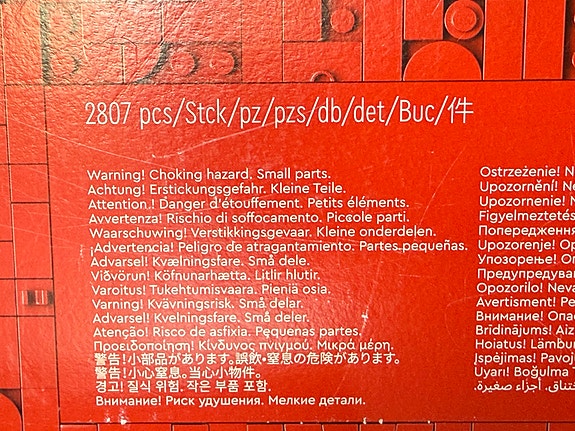 2807 pcs/Stck/pz/pzs/db/det/Buc/件
Warning! Choking hazard. Small parts.
Achtung! Erstickungsgefahr. Kleine Teile.
Attention! Danger d'étouffement. Petits éléments.
Avvertenza! Rischio di soffocamento. Piccole parti.
Waarschuwing! Verstikkingsgevaar. Kleine onderdelen.
¡Advertencia! Peligro de atragantamiento. Partes pequeñas.
Advarsel! Kvælningsfare. Små dele.
Viðvörun! Köfnunarhætta. Litlir hlutir.
Varoitus! Tukehtumisvaara. Pieniä osia.
Varning! Kvävningsrisk. Små delar.
Advarsel! Kvelningsfare. Små deler.
Atenção! Risco de asfixia. Pequenas partes.
Προειδοποίηση! Κίνδυνος πνιγμού. Μικρά μέρη.
警告!小部品があります。誤飲・窒息の危険があります。
警告!小心窒息。当心小物件。
경고! 질식 위험. 작은 부품 포함.
Внимание! Риск удушения. Мелкие детали.
Ostrzeżenie!
Upozornění!
Upozornenie!
Figyelmeztetés
Попередження
Upozorenje!
Упозорење!
Предупрежде
Opozorilo!
Avertisment!
Внимание!
Brīdinājums!
Hoiatus!
Įspėjimas!
Uyarı! Boğulma
ختناق. أجزاء صغيرة.